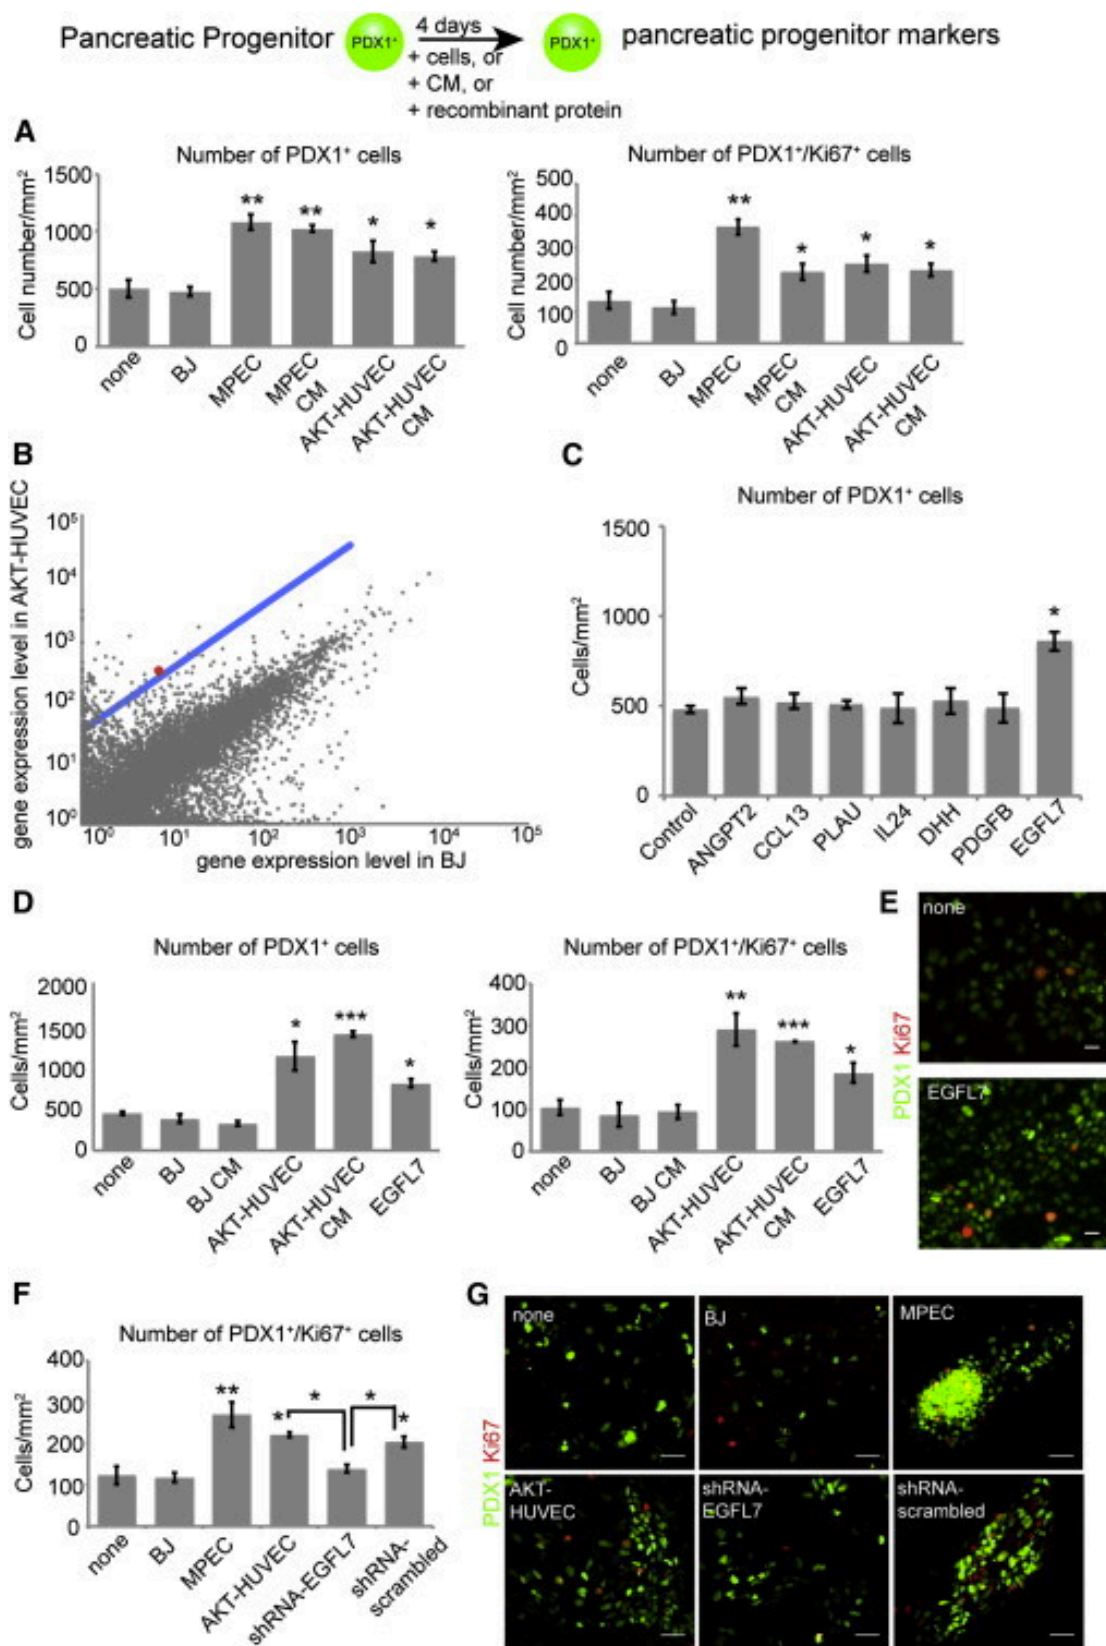 Pancreatic Progenitor PDX1⁺ 4 days PDX1⁺ pancreatic progenitor markers
+ cells, or
+ CM, or
+ recombinant protein
A
Number of PDX1⁺ cells
Cell number/mm²
1500
1000
500
0
** ** * *
none BJ MPEC MPEC CM AKT-HUVEC AKT-HUVEC CM
Number of PDX1⁺/Ki67⁺ cells
Cell number/mm²
500
400
300
200
100
0
** * * *
none BJ MPEC MPEC CM AKT-HUVEC AKT-HUVEC CM
B
gene expression level in AKT-HUVEC
10⁵
10⁴
10³
10²
10¹
10⁰
10⁰ 10¹ 10² 10³ 10⁴ 10⁵
gene expression level in BJ
C
Number of PDX1⁺ cells
Cells/mm²
1500
1000
500
0
*
Control ANGPT2 CCL13 PLAU IL24 DHH PDGFB EGFL7
D
Number of PDX1⁺ cells
Cells/mm²
2000
1500
1000
500
0
* *** *
none BJ BJ CM AKT-HUVEC AKT-HUVEC CM EGFL7
Number of PDX1⁺/Ki67⁺ cells
Cells/mm²
400
300
200
100
0
** *** *
none BJ BJ CM AKT-HUVEC AKT-HUVEC CM EGFL7
E
PDX1 Ki67
none
EGFL7
F
Number of PDX1⁺/Ki67⁺ cells
Cells/mm²
400
300
200
100
0
** * * * *
none BJ MPEC AKT-HUVEC shRNA-EGFL7 shRNA-scrambled
G
PDX1 Ki67
none BJ MPEC
AKT-HUVEC shRNA-EGFL7 shRNA-scrambled